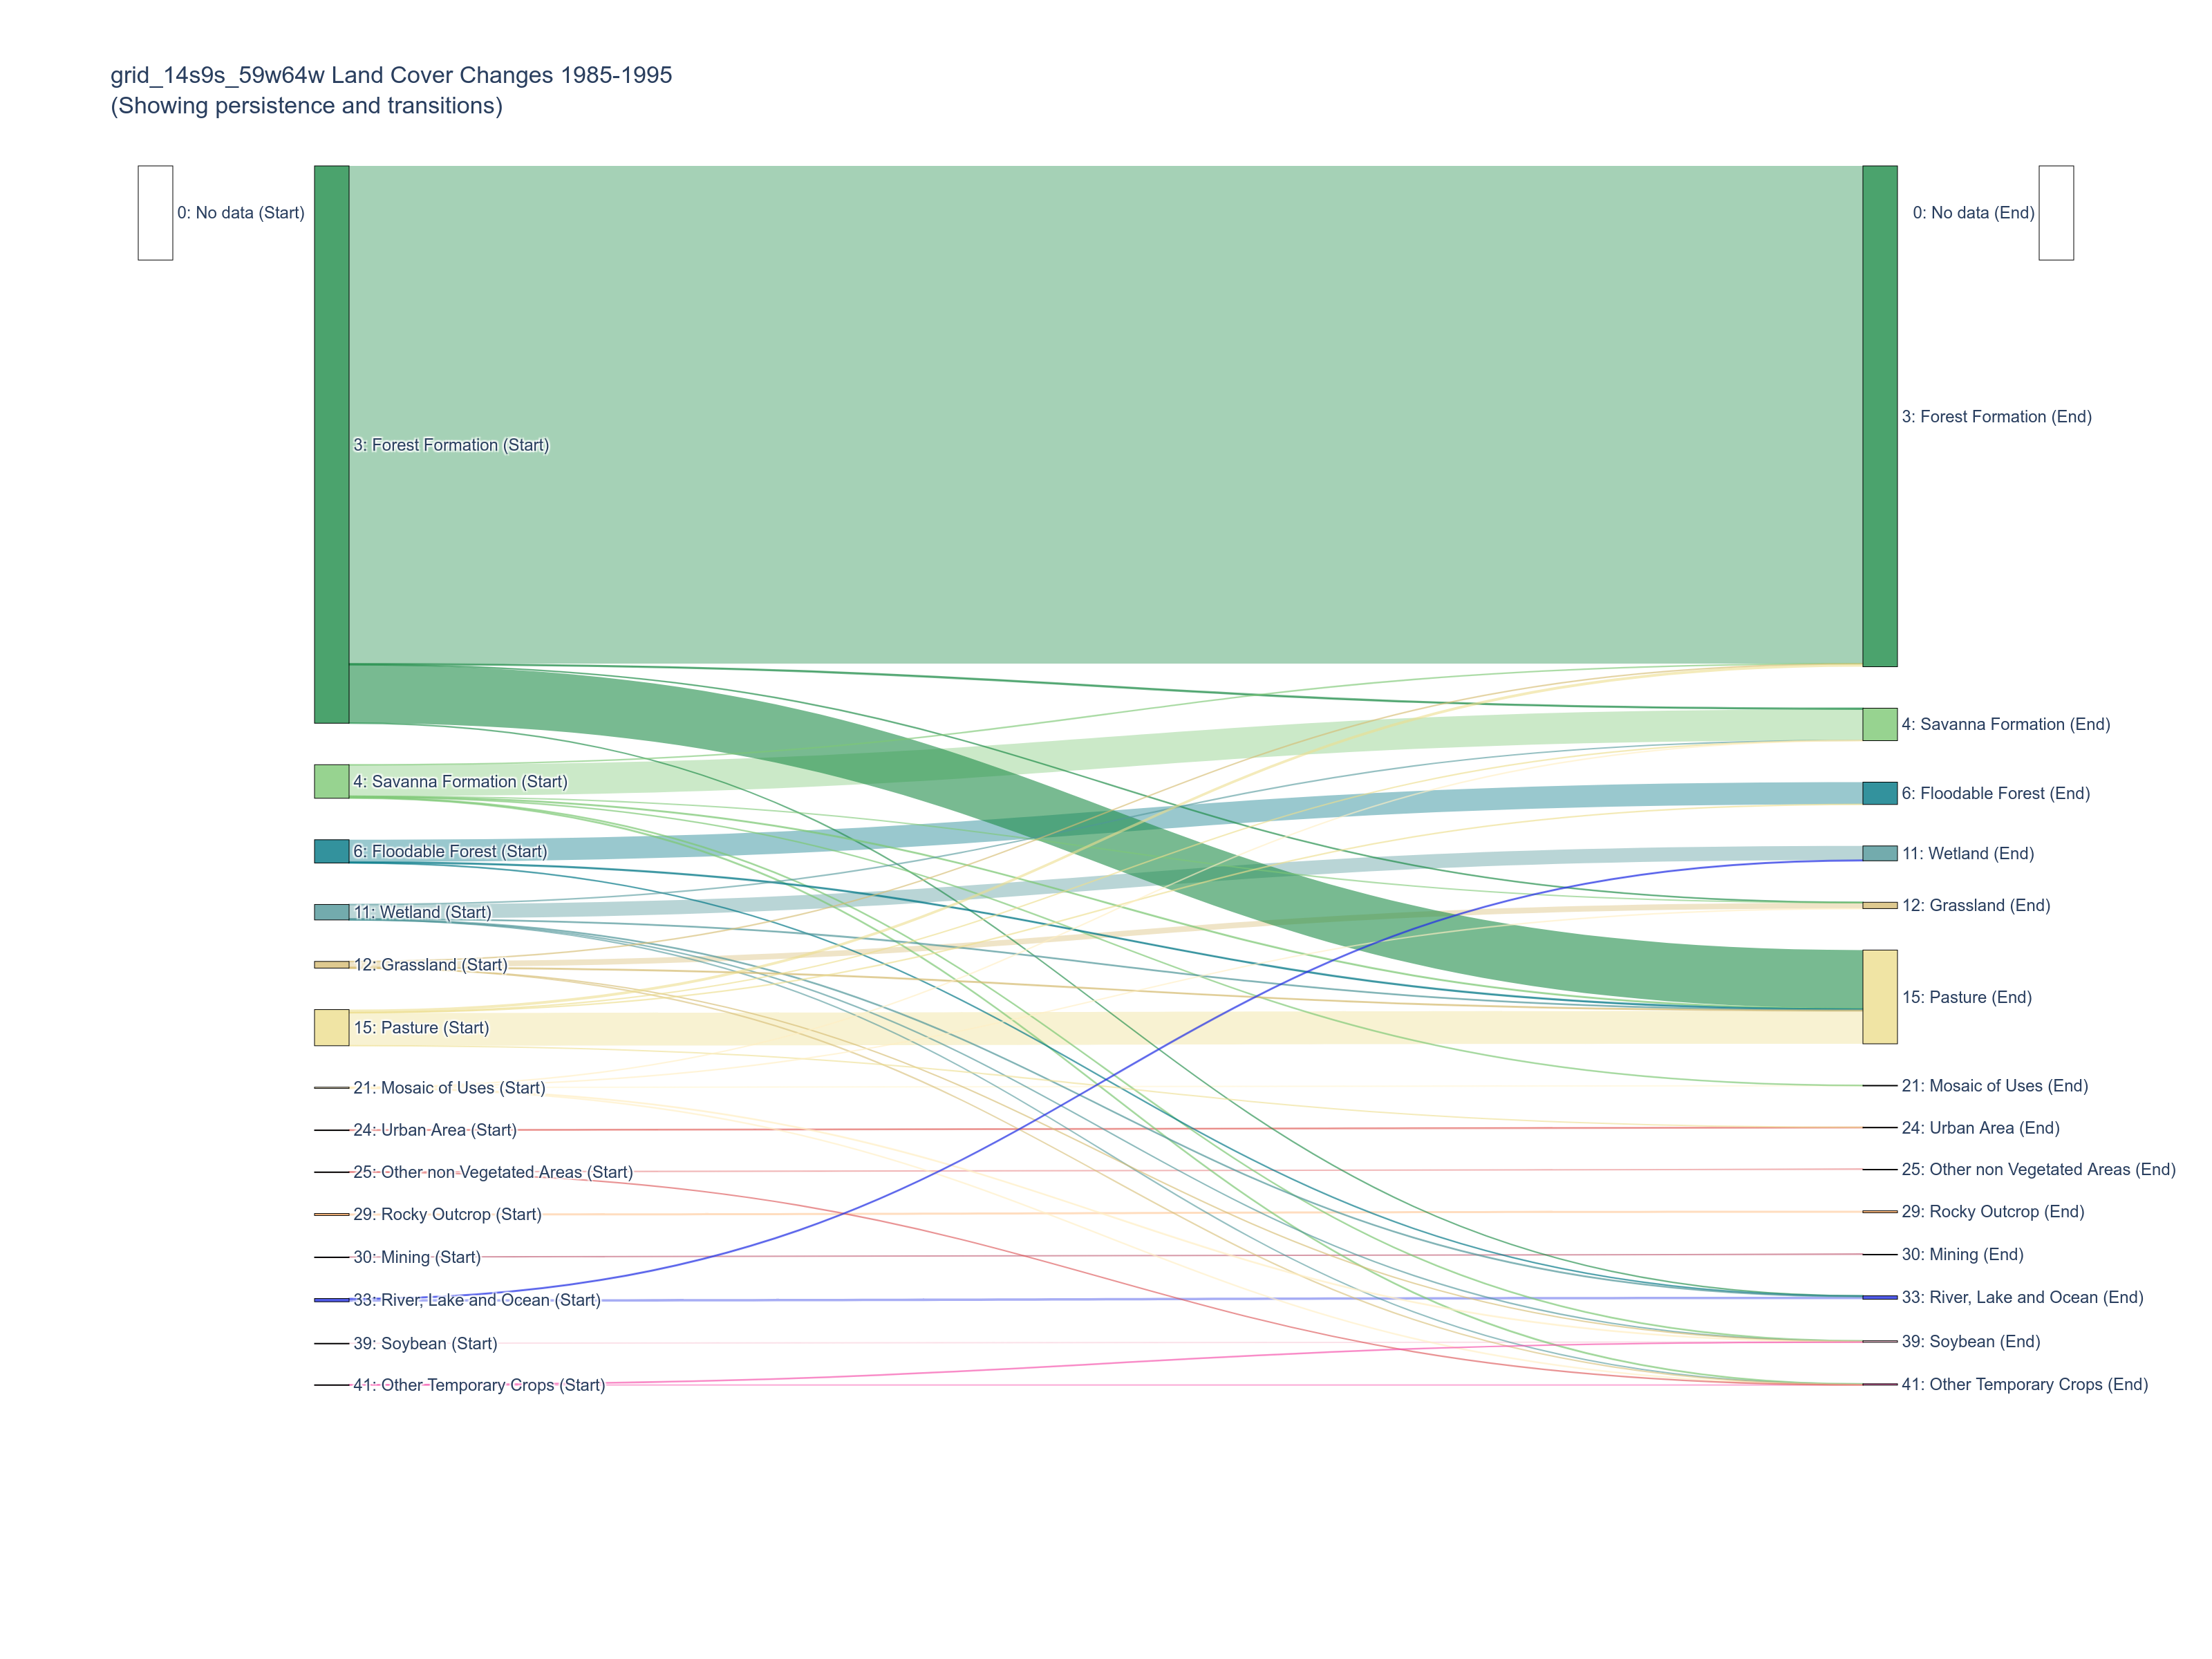 grid_14s9s_59w64w Land Cover Changes 1985-1995
(Showing persistence and transitions)
0: No data (Start)
3: Forest Formation (Start)
4: Savanna Formation (Start)
6: Floodable Forest (Start)
11: Wetland (Start)
12: Grassland (Start)
15: Pasture (Start)
21: Mosaic of Uses (Start)
24: Urban Area (Start)
25: Other non Vegetated Areas (Start)
29: Rocky Outcrop (Start)
30: Mining (Start)
33: River, Lake and Ocean (Start)
39: Soybean (Start)
41: Other Temporary Crops (Start)
0: No data (End)
3: Forest Formation (End)
4: Savanna Formation (End)
6: Floodable Forest (End)
11: Wetland (End)
12: Grassland (End)
15: Pasture (End)
21: Mosaic of Uses (End)
24: Urban Area (End)
25: Other non Vegetated Areas (End)
29: Rocky Outcrop (End)
30: Mining (End)
33: River, Lake and Ocean (End)
39: Soybean (End)
41: Other Temporary Crops (End)